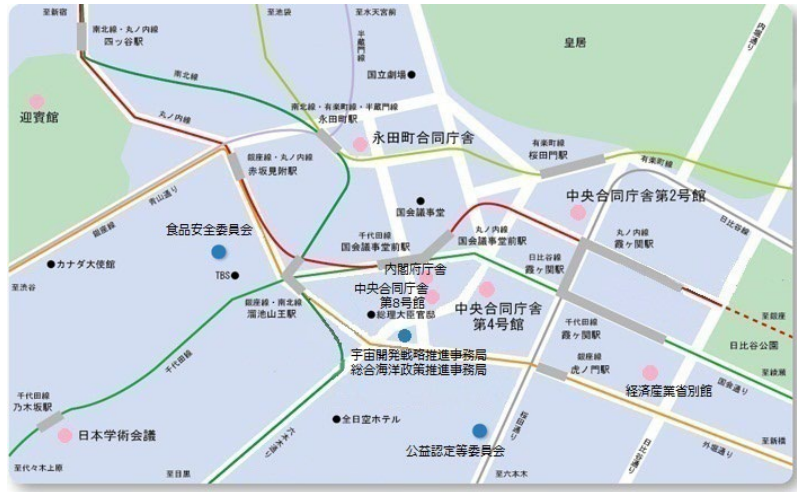 至新宿
南北線・丸ノ内線
四ッ谷駅
至池袋
至水天宮前
半蔵門線
内堀通り
皇居
国立劇場
南北線
迎賓館
丸ノ内線
南北線・有楽町線・半蔵門線
永田町駅
永田町合同庁舎
有楽町線
桜田門駅
有楽町線
銀座線・丸ノ内線
赤坂見附駅
青山通り
銀座線
中央合同庁舎第2号館
国会議事堂
日比谷線
食品安全委員会
千代田線
国会議事堂前駅
丸ノ内線
国会議事堂前駅
丸ノ内線
霞ヶ関駅
日比谷線
霞ヶ関駅
カナダ大使館
TBS
内閣府庁舎
至渋谷
中央合同庁舎
第8号館
中央合同庁舎
第4号館
銀座線・南北線
溜池山王駅
総理大臣官邸
至銀座
千代田線
霞ヶ関駅
日比谷公園
宇宙開発戦略推進事務局
総合海洋政策推進事務局
銀座線
虎ノ門駅
至綾瀬
千代田線
経済産業省別館
国会通り
千代田線
乃木坂駅
日本学術会議
全日空ホテル
六本木通り
桜田通り
公益認定等委員会
日比谷通り
外堀通り
至新橋
至代々木上原
至目黒
至六本木